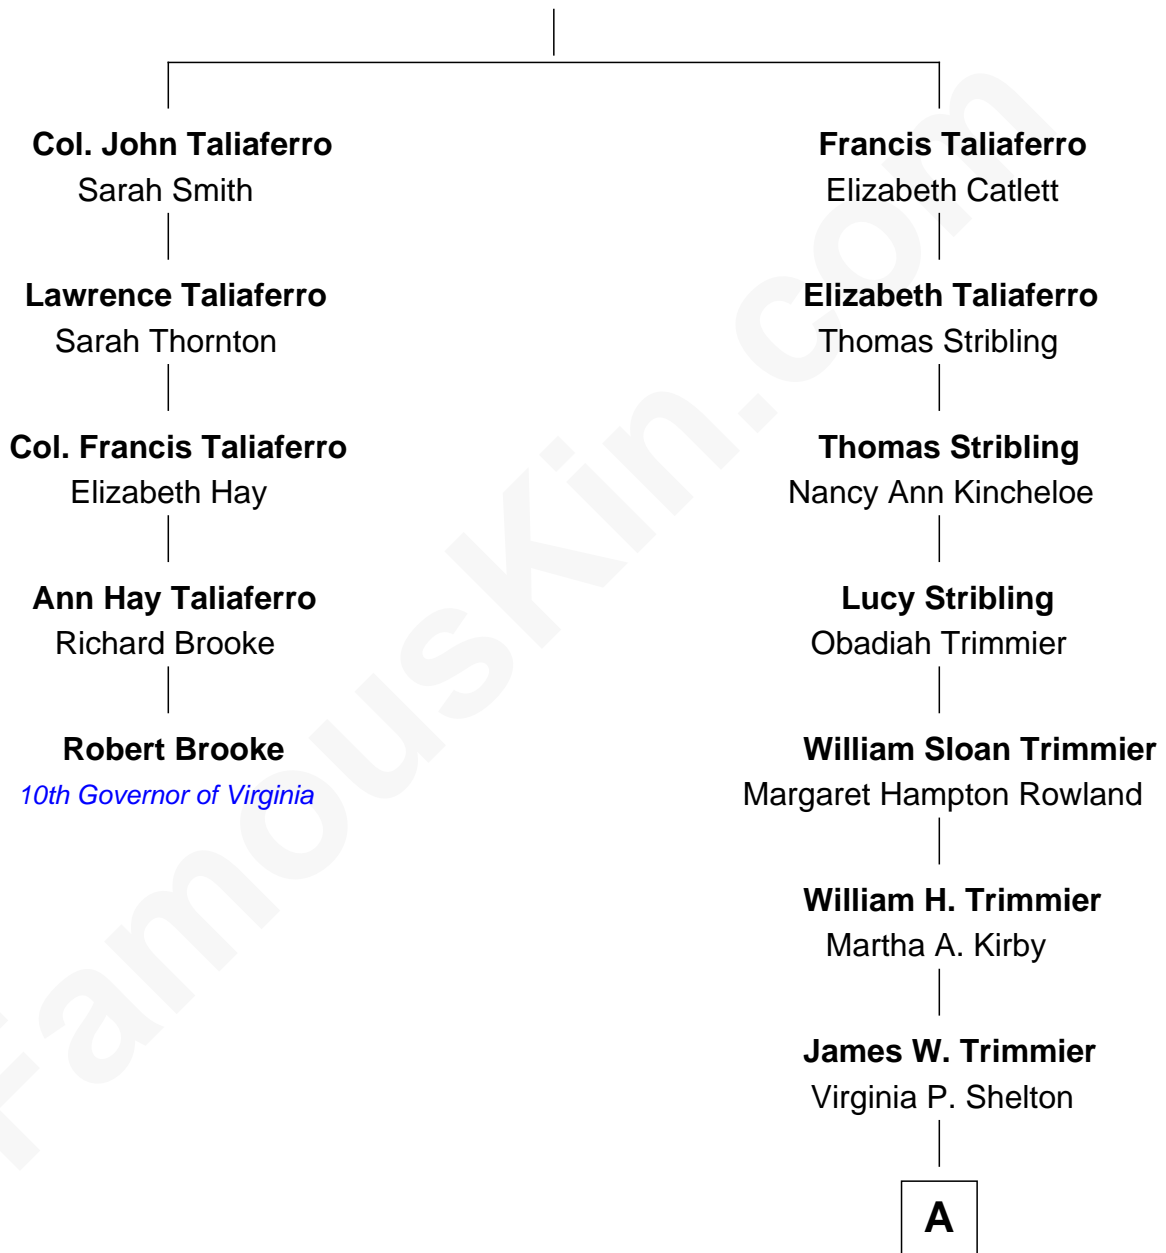 Col. John Taliaferro
Sarah Smith
Lawrence Taliaferro
Sarah Thornton
Col. Francis Taliaferro
Elizabeth Hay
Ann Hay Taliaferro
Richard Brooke
Robert Brooke
10th Governor of Virginia
Francis Taliaferro
Elizabeth Catlett
Elizabeth Taliaferro
Thomas Stribling
Thomas Stribling
Nancy Ann Kincheloe
Lucy Stribling
Obadiah Trimmier
William Sloan Trimmier
Margaret Hampton Rowland
William H. Trimmier
Martha A. Kirby
James W. Trimmier
Virginia P. Shelton
A
FamousKin.com